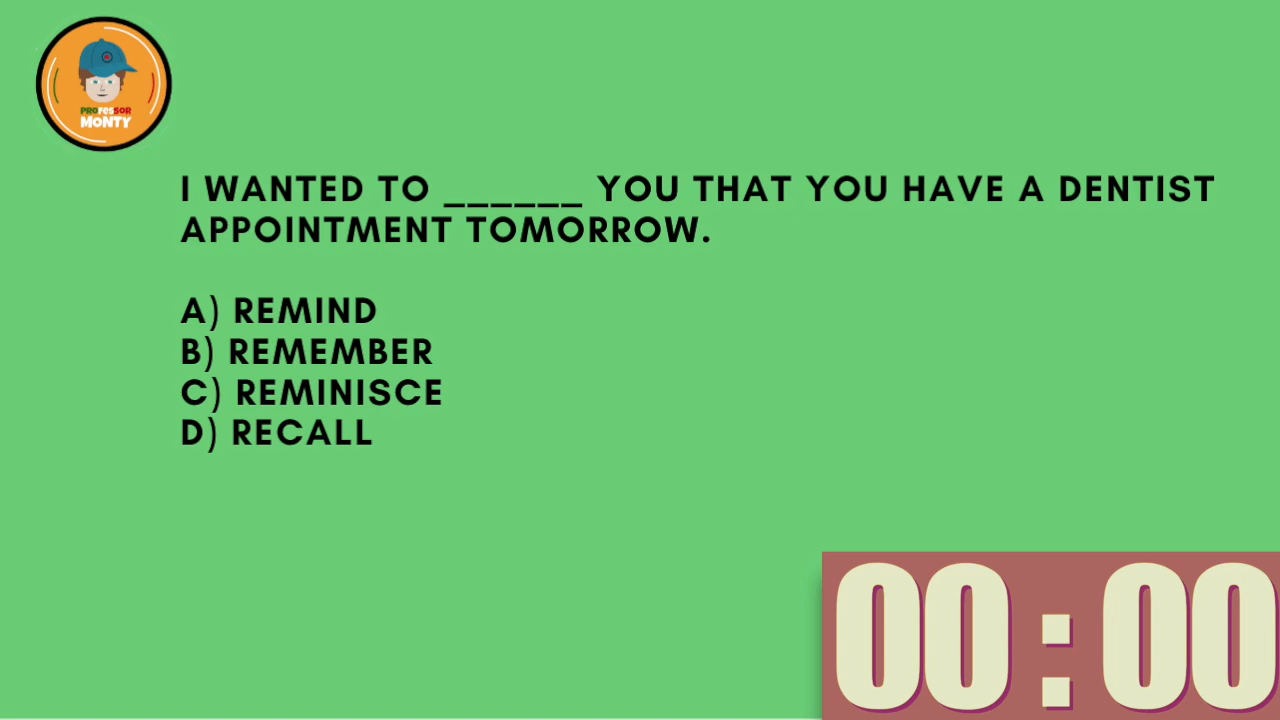 PROFESSOR
MONTY
I WANTED TO ______ YOU THAT YOU HAVE A DENTIST
APPOINTMENT TOMORROW.
A) REMIND
B) REMEMBER
C) REMINISCE
D) RECALL
00:00